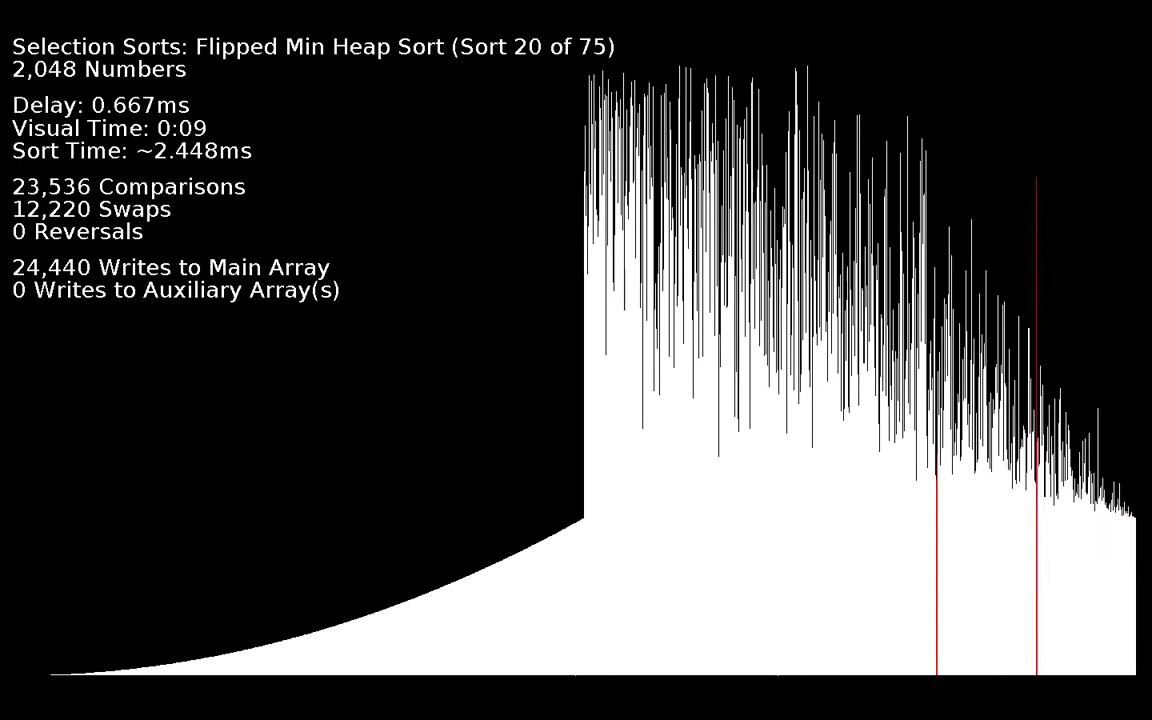 Selection Sorts: Flipped Min Heap Sort (Sort 20 of 75)
2,048 Numbers
Delay: 0.667ms
Visual Time: 0:09
Sort Time: ~2.448ms
23,536 Comparisons
12,220 Swaps
0 Reversals
24,440 Writes to Main Array
0 Writes to Auxiliary Array(s)